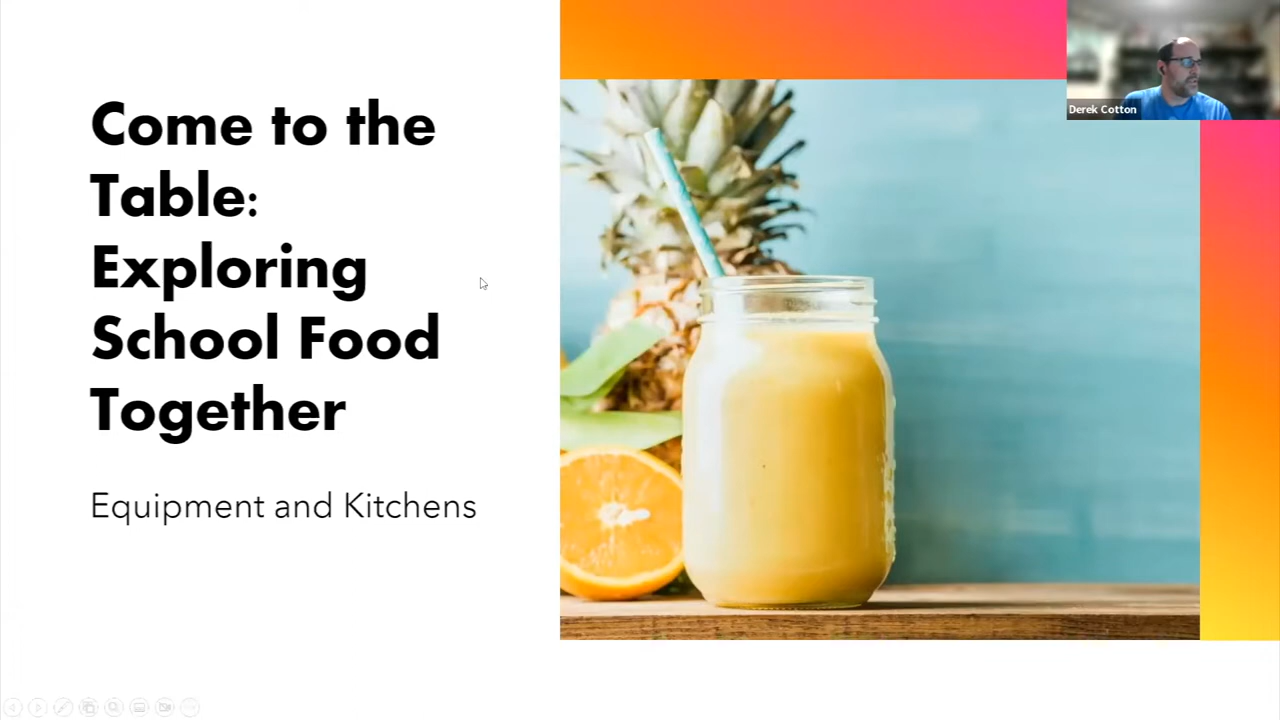 Come to the
Table:
Exploring
School Food
Together
Equipment and Kitchens
Derek Cotton